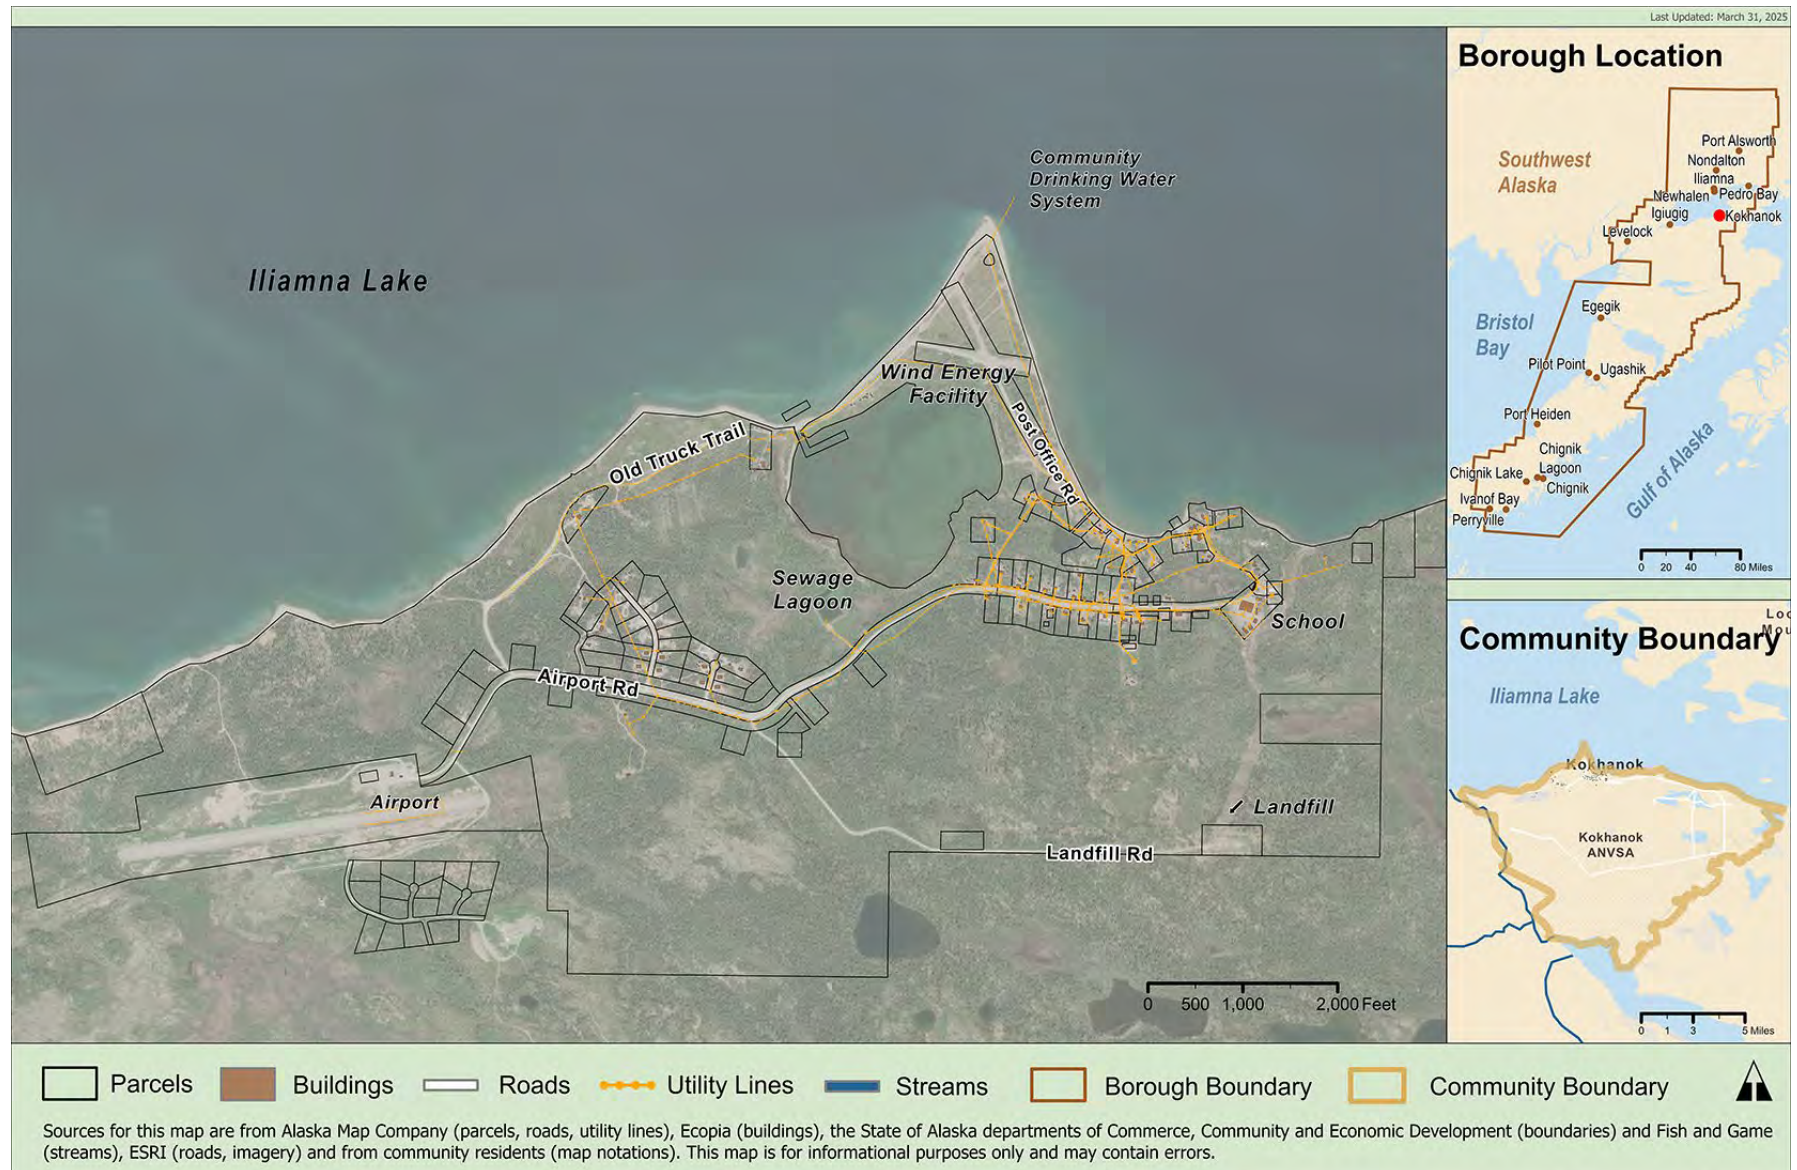 Last Updated: March 31, 2025
Community
Drinking Water
System
Iliamna Lake
Wind Energy
Facility
Post Office Rd
Old Truck Trail
Sewage
Lagoon
School
Airport Rd
Airport
Landfill
Landfill Rd
0 500 1,000 2,000 Feet
Borough Location
Southwest
Alaska
Port Alsworth
Nondalton
Iliamna
Newhalen
Pedro Bay
Igiugig
Kokhanok
Levelock
Egegik
Bristol
Bay
Pilot Point
Ugashik
Port Heiden
Chignik
Lagoon
Chignik Lake
Chignik
Ivanof Bay
Perryville
Gulf of Alaska
0 20 40 80 Miles
Community Boundary
Iliamna Lake
Kokhanok
Kokhanok
ANVSA
0 1 3 5 Miles
Parcels
Buildings
Roads
Utility Lines
Streams
Borough Boundary
Community Boundary
Sources for this map are from Alaska Map Company (parcels, roads, utility lines), Ecopia (buildings), the State of Alaska departments of Commerce, Community and Economic Development (boundaries) and Fish and Game
(streams), ESRI (roads, imagery) and from community residents (map notations). This map is for informational purposes only and may contain errors.